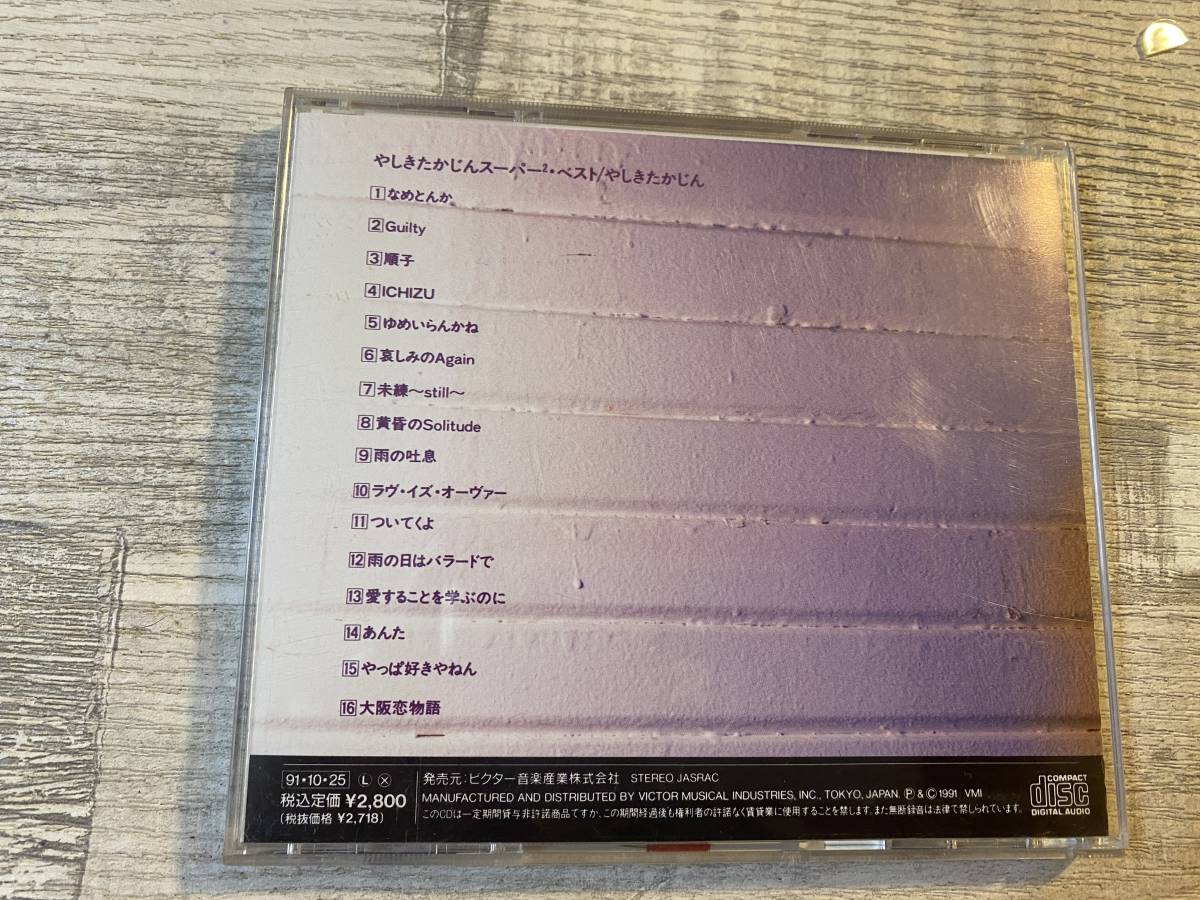 やしきたかじんスーパー²・ベスト/やしきたかじん
1 なめとんか
2 Guilty
3 順子
4 ICHIZU
5 ゆめいらんかね
6 哀しみのAgain
7 未練〜still〜
8 黄昏のSolitude
9 雨の吐息
10 ラヴ・イズ・オーヴァー
11 ついてくよ
12 雨の日はバラードで
13 愛することを学ぶのに
14 あんた
15 やっぱ好きやねん
16 大阪恋物語
91・10・25 Ⓛ Ⓧ
税込定価 ¥2,800
(税抜価格 ¥2,718)
発売元:ビクター音楽産業株式会社 STEREO JASRAC
MANUFACTURED AND DISTRIBUTED BY VICTOR MUSICAL INDUSTRIES, INC., TOKYO, JAPAN. Ⓟ&Ⓒ 1991 VMI
このCDは一定期間貸与非許諾商品ですか、この期間経過後も権利者の許諾なく賃貸業に使用することを禁します。また無断録音は法律で禁じられています。
COMPACT
disc
DIGITAL AUDIO